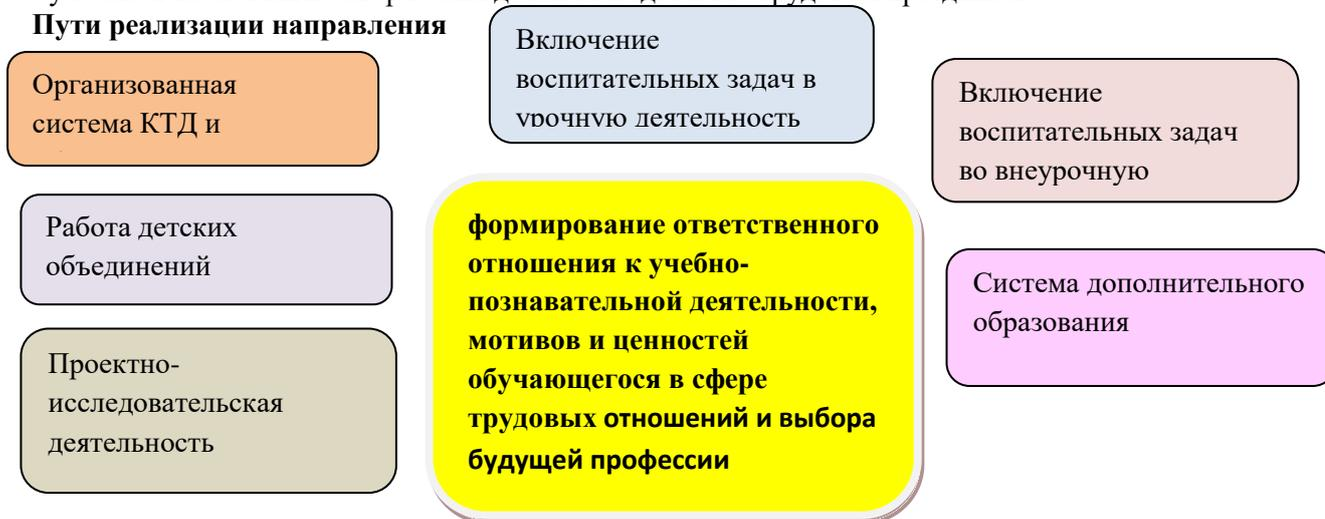 Пути реализации направления
Организованная
система КТД и
Включение
воспитательных задач в
урочную деятельность
Включение
воспитательных задач
во внеурочную
Работа детских
объединений
Проектно-
исследовательская
деятельность
формирование ответственного
отношения к учебно-
познавательной деятельности,
мотивов и ценностей
обучающегося в сфере
трудовых отношений и выбора
будущей профессии
Система дополнительного
образования